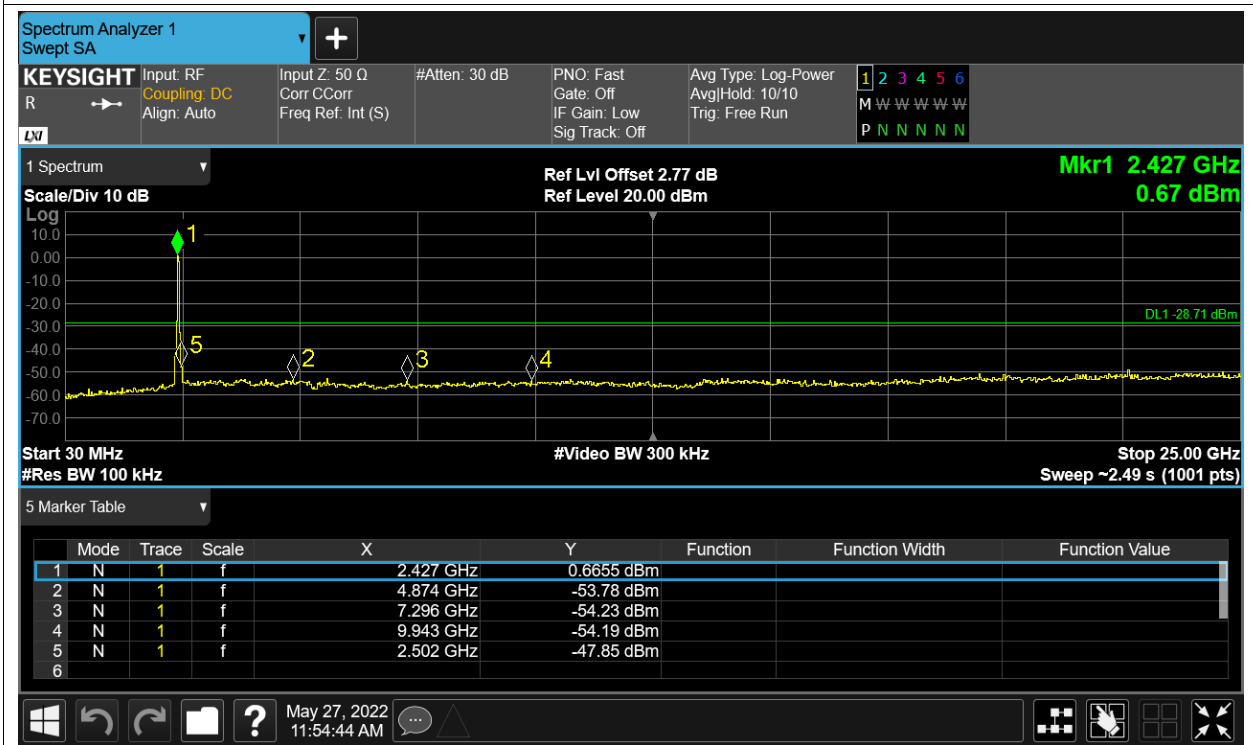 Spectrum Analyzer 1
Swept SA
KEYSIGHT Input: RF Input Z: 50 Ω #Atten: 30 dB PNO: Fast Avg Type: Log-Power 1 2 3 4 5 6
R Coupling: DC Corr CCorr Gate: Off Avg|Hold: 10/10 M W W W W W
Align: Auto Freq Ref: Int (S) IF Gain: Low Trig: Free Run
LXI Sig Track: Off P N N N N N
1 Spectrum Ref Lvl Offset 2.77 dB Mkr1 2.427 GHz
Scale/Div 10 dB Ref Level 20.00 dBm 0.67 dBm
Log
10.0 1
0.00
-10.0
-20.0
DL1 -28.71 dBm
-30.0
-40.0 5 2 3 4
-50.0
-60.0
-70.0
Start 30 MHz #Video BW 300 kHz Stop 25.00 GHz
#Res BW 100 kHz Sweep ~2.49 s (1001 pts)
5 Marker Table
Mode Trace Scale X Y Function Function Width Function Value
1 N 1 f 2.427 GHz 0.6655 dBm
2 N 1 f 4.874 GHz -53.78 dBm
3 N 1 f 7.296 GHz -54.23 dBm
4 N 1 f 9.943 GHz -54.19 dBm
5 N 1 f 2.502 GHz -47.85 dBm
6
? May 27, 2022
11:54:44 AM